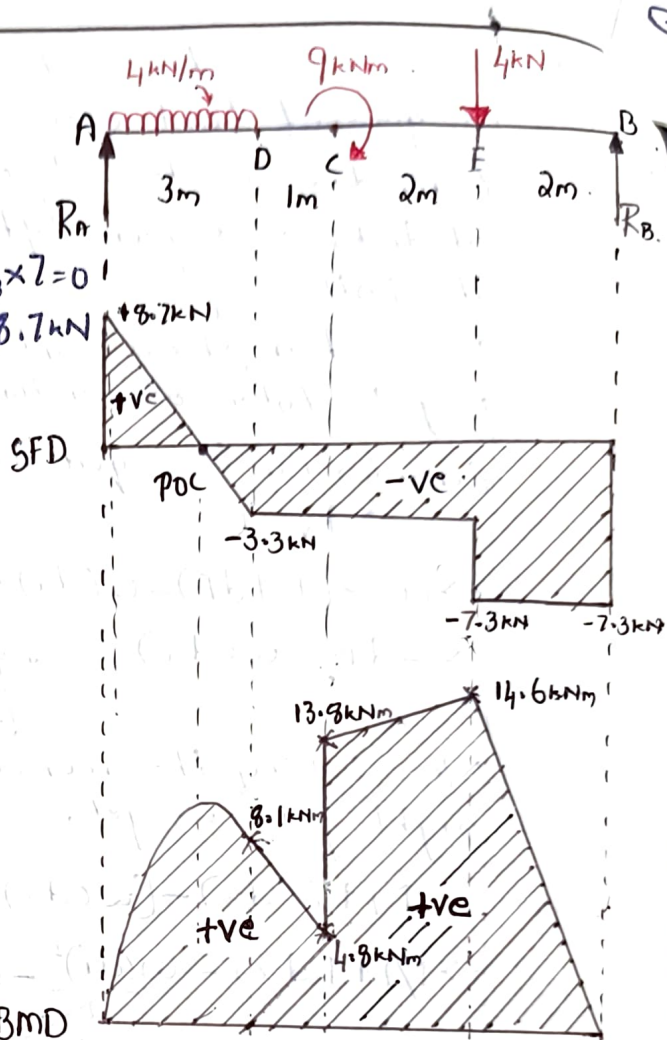 4kN/m 9kNm 4kN
A B
D C E
3m 1m 2m 2m.
RA RB.
×7=0
8.7kN +8.7kN
+ve
SFD
POC -ve
-3.3kN
-7.3kN -7.3kN
13.8kNm 14.6kNm
8.1kNm
+ve +ve
4.8kNm
BMD